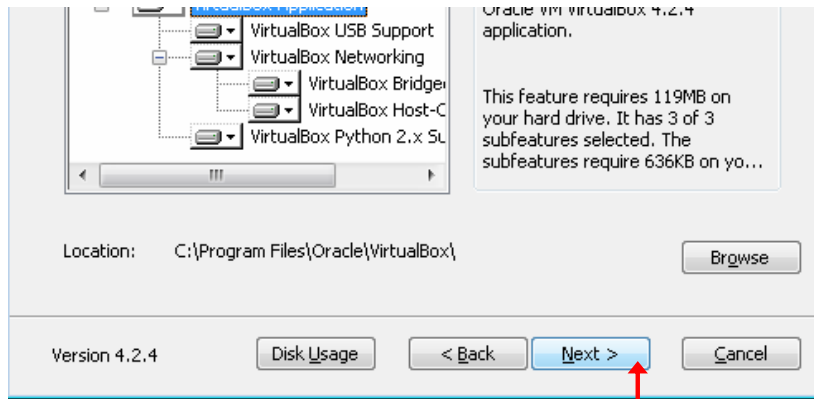 VirtualBox Application
VirtualBox USB Support
VirtualBox Networking
VirtualBox Bridge
VirtualBox Host-C
VirtualBox Python 2.x Su
Oracle VM VirtualBox 4.2.4
application.
This feature requires 119MB on
your hard drive. It has 3 of 3
subfeatures selected. The
subfeatures require 636KB on yo...
Location: C:\Program Files\Oracle\VirtualBox\
Browse
Version 4.2.4
Disk Usage
< Back
Next >
Cancel